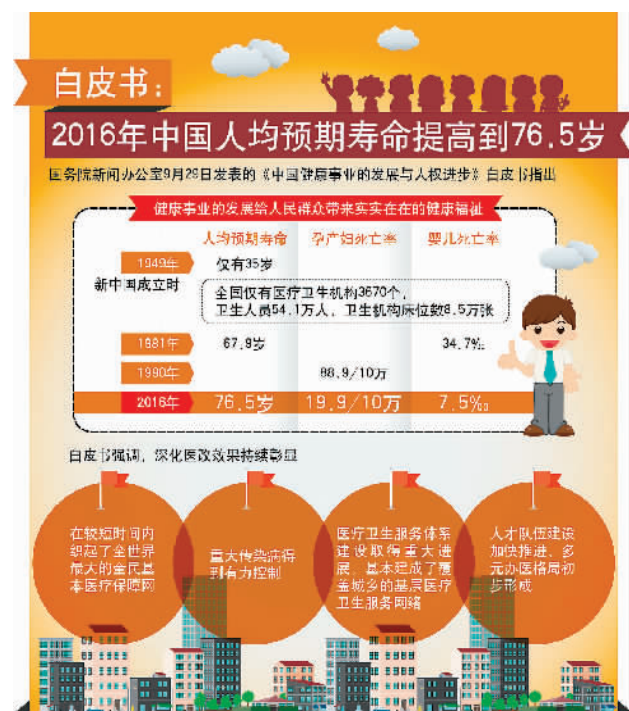 白皮书：
2016年中国人均预期寿命提高到76.5岁
国务院新闻办公室9月29日发表的《中国健康事业的发展与人权进步》白皮书指出
健康事业的发展给人民群众带来实实在在的健康福祉
人均预期寿命 孕产妇死亡率 婴儿死亡率
1949年 仅有35岁
新中国成立时
全国仅有医疗卫生机构3670个，
卫生人员54.1万人，卫生机构床位数8.5万张
1981年 67.9岁 34.7‰
1990年 88.9/10万
2016年 76.5岁 19.9/10万 7.5‰
白皮书强调，深化医改效果持续彰显
在较短时间内
织起了全世界
最大的全民基
本医疗保障网
重大传染病得
到有力控制
医疗卫生服务体系
建设取得重大进
展，基本建成了覆
盖城乡的基层医疗
卫生服务网络
人才队伍建设
加快推进，多
元办医格局初
步形成